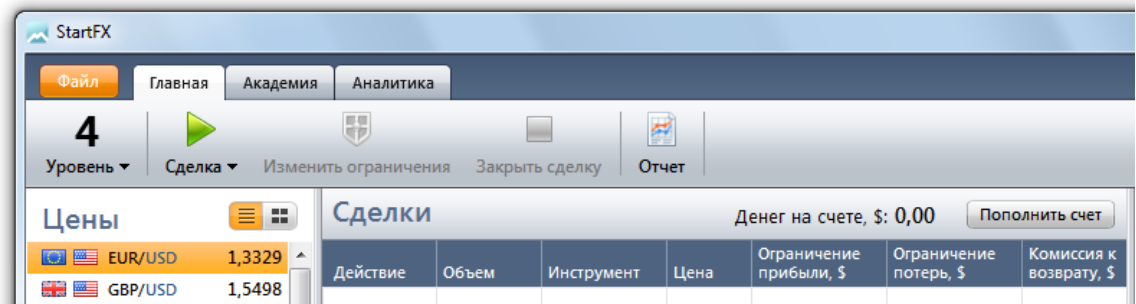 StartFX
Файл Главная Академия Аналитика
4
Уровень Сделка Изменить ограничения Закрыть сделку Отчет
Цены
Сделки Денег на счете, $: 0,00 Пополнить счет
EUR/USD 1,3329
GBP/USD 1,5498
Действие Объем Инструмент Цена Ограничение прибыли, $ Ограничение потерь, $ Комиссия к возврату, $